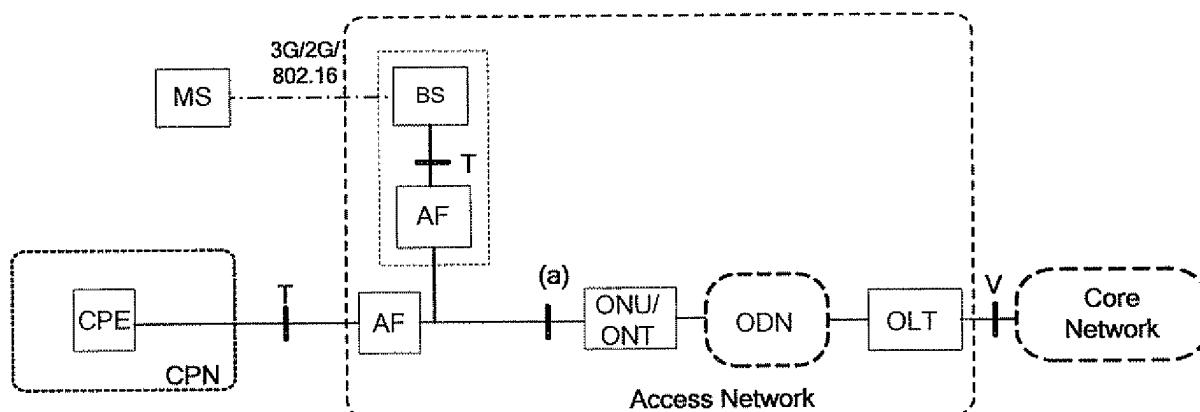 3G/2G/
802.16
MS
BS
T
AF
(a)
T
V
CPE
AF
ONU/
ONT
ODN
OLT
Core
Network
CPN
Access Network